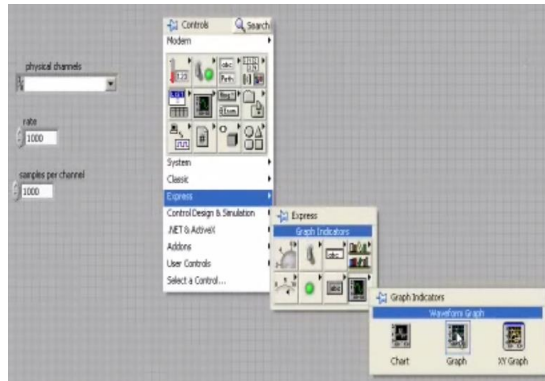 Controls Search
Modern
physical channels
rate
1000
samples per channel
1000
System
Classic
Express
Control Design & Simulation
.NET & ActiveX
Addons
User Controls
Select a Control...
Express
Graph Indicators
Graph Indicators
Waveform Graph
Chart Graph XY Graph